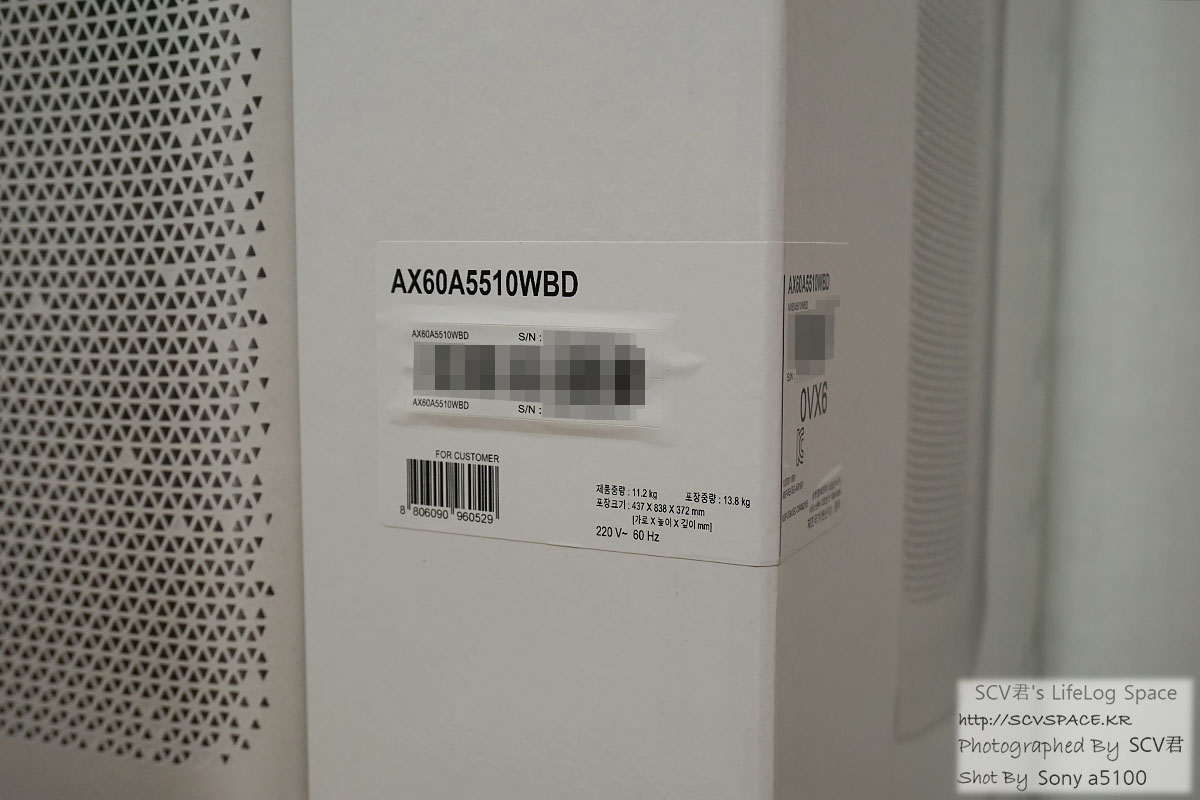 AX60A5510WBD
AX60A5510WBD S/N :
AX60A5510WBD S/N :
FOR CUSTOMER
8 806090 960529
제품중량 : 11.2 kg 포장중량 : 13.8 kg
포장크기 : 437 X 838 X 372 mm
[가로 X 높이 X 깊이 mm]
220 V~ 60 Hz
AX60A5510WBD
AX60A5510WBD
S/N
0VX6
SCV君's LifeLog Space
http://SCVSPACE.KR
Photographed By SCV君
Shot By Sony a5100